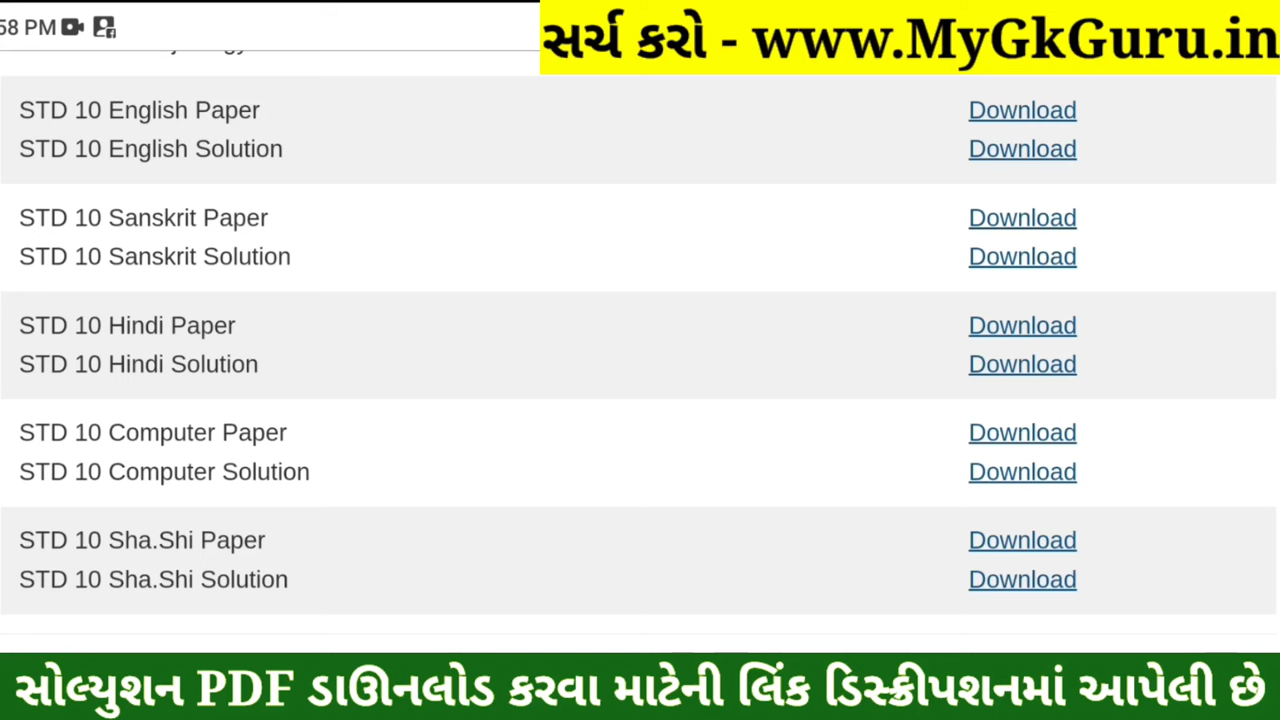 58 PM
સર્ચ કરો - www.MyGkGuru.in
STD 10 English Paper Download
STD 10 English Solution Download
STD 10 Sanskrit Paper Download
STD 10 Sanskrit Solution Download
STD 10 Hindi Paper Download
STD 10 Hindi Solution Download
STD 10 Computer Paper Download
STD 10 Computer Solution Download
STD 10 Sha.Shi Paper Download
STD 10 Sha.Shi Solution Download
સોલ્યુશન PDF ડાઊનલોડ કરવા માટેની લિંક ડિસ્ક્રીપશનમાં આપેલી છે